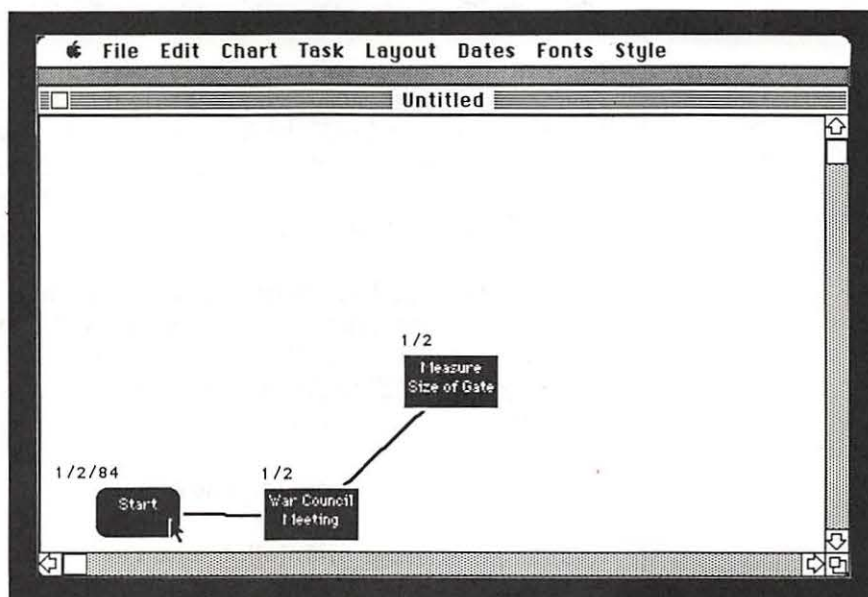 File Edit Chart Task Layout Dates Fonts Style
Untitled
1/2
Measure
Size of Gate
1/2/84
1/2
Start
War Council
Meeting